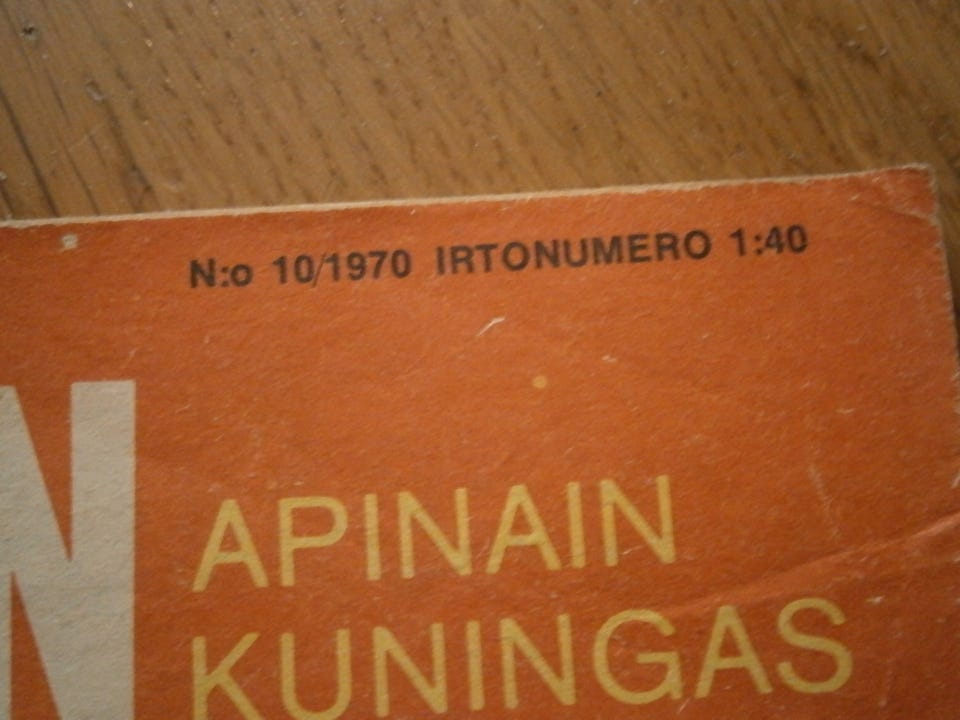 N:o 10/1970 IRTONUMERO 1:40
N
APINAIN
KUNINGAS